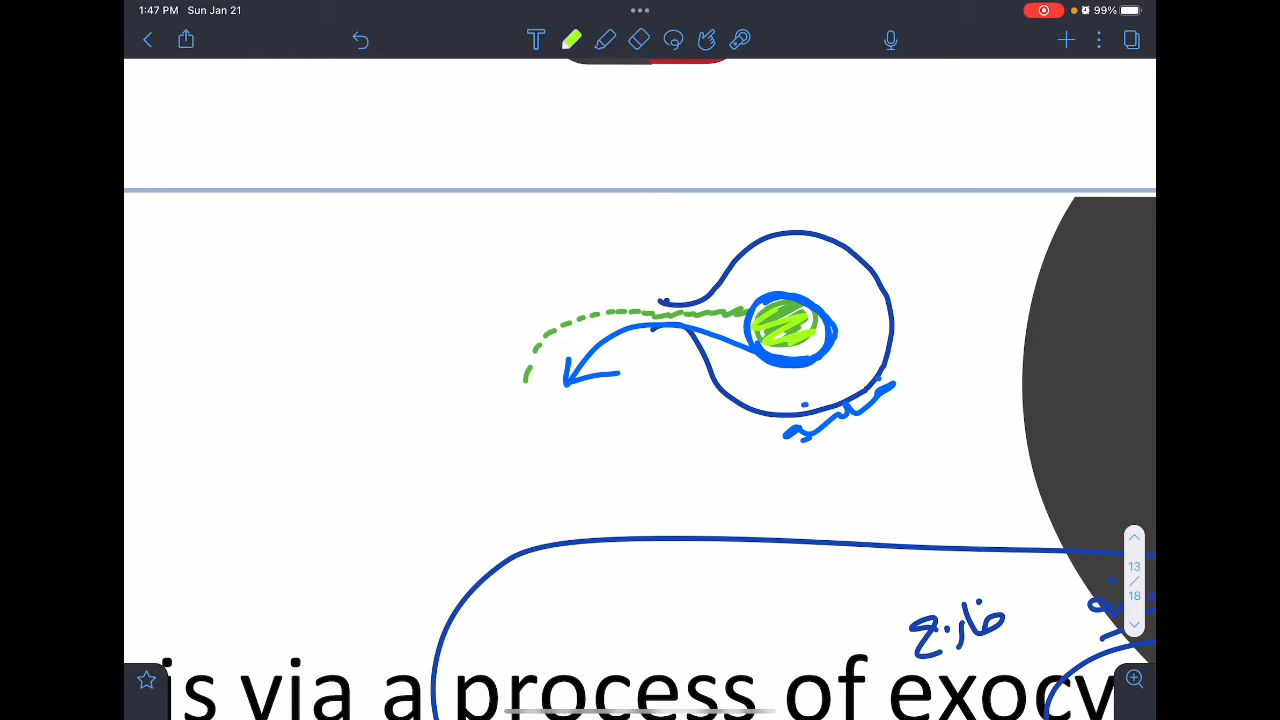 1:47 PM Sun Jan 21
99%
T
13
/
18
خارج
is via a process of exocy